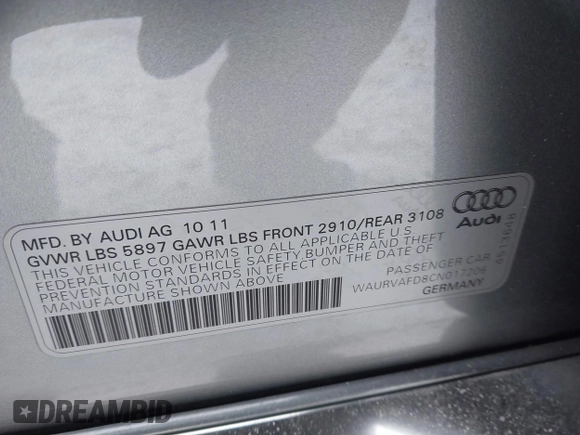 MFD. BY AUDI AG 10 11
GVWR LBS 5897 GAWR LBS FRONT 2910/REAR 3108
THIS VEHICLE CONFORMS TO ALL APPLICABLE U S
FEDERAL MOTOR VEHICLE SAFETY,BUMPER AND THEFT
PREVENTION STANDARDS IN EFFECT ON THE DATE OF
MANUFACTURE SHOWN ABOVE
Audi
PASSENGER CAR
WAURVAFD8CN017206
GERMANY
DREAMBID